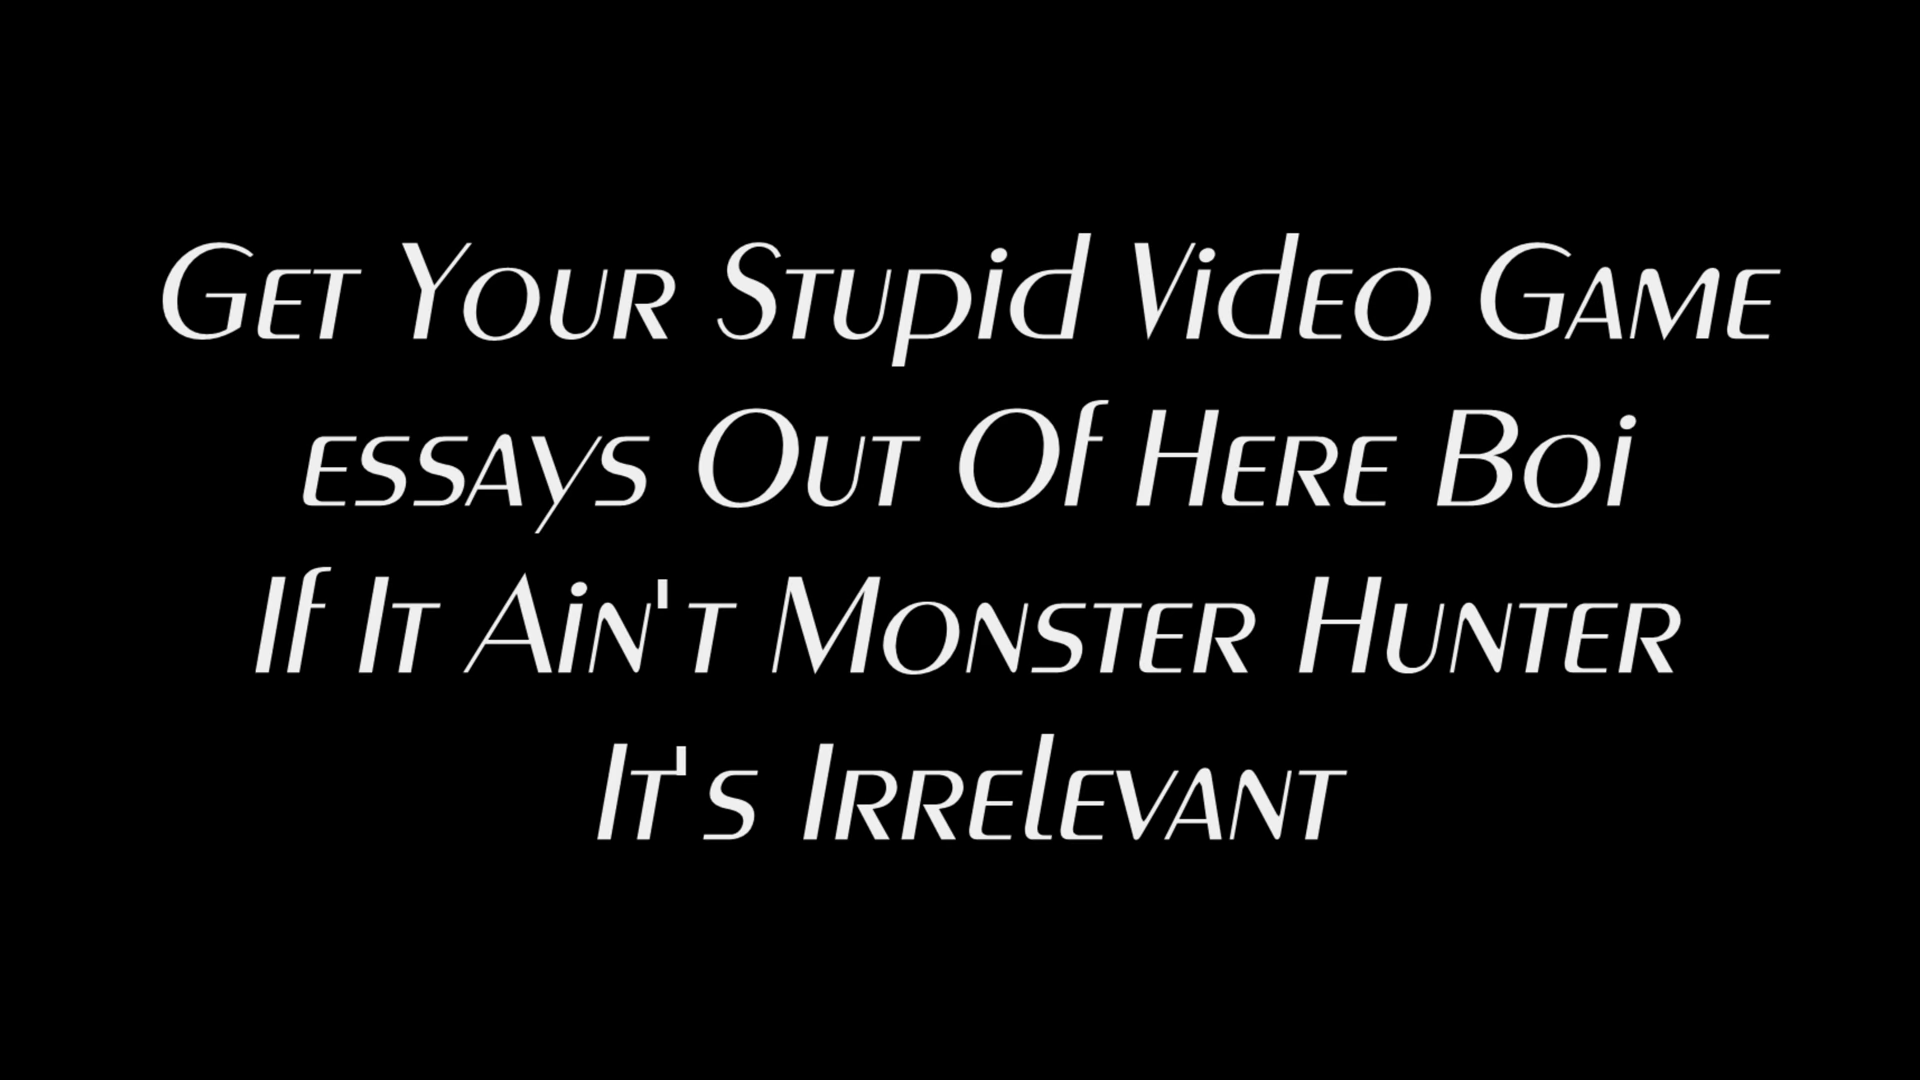 Get Your Stupid Video Game
essays Out Of Here Boi
If It Ain't Monster Hunter
It's Irrelevant